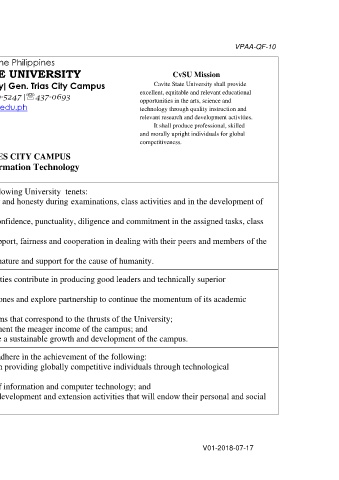 VPAA-QF-10
he Philippines
E UNIVERSITY
y| Gen. Trias City Campus
-5247 |☏437-0693
edu.ph
CvSU Mission
Cavite State University shall provide
excellent, equitable and relevant educational
opportunities in the arts, science and
technology through quality instruction and
relevant research and development activities.
It shall produce professional, skilled
and morally upright individuals for global
competitiveness.
ES CITY CAMPUS
rmation Technology
lowing University tenets:
and honesty during examinations, class activities and in the development of
nfidence, punctuality, diligence and commitment in the assigned tasks, class
port, fairness and cooperation in dealing with their peers and members of the
nature and support for the cause of humanity.
ties contribute in producing good leaders and technically superior
ones and explore partnership to continue the momentum of its academic
ms that correspond to the thrusts of the University;
ment the meager income of the campus; and
e a sustainable growth and development of the campus.
dhere in the achievement of the following:
n providing globally competitive individuals through technological
f information and computer technology; and
development and extension activities that will endow their personal and social
V01-2018-07-17